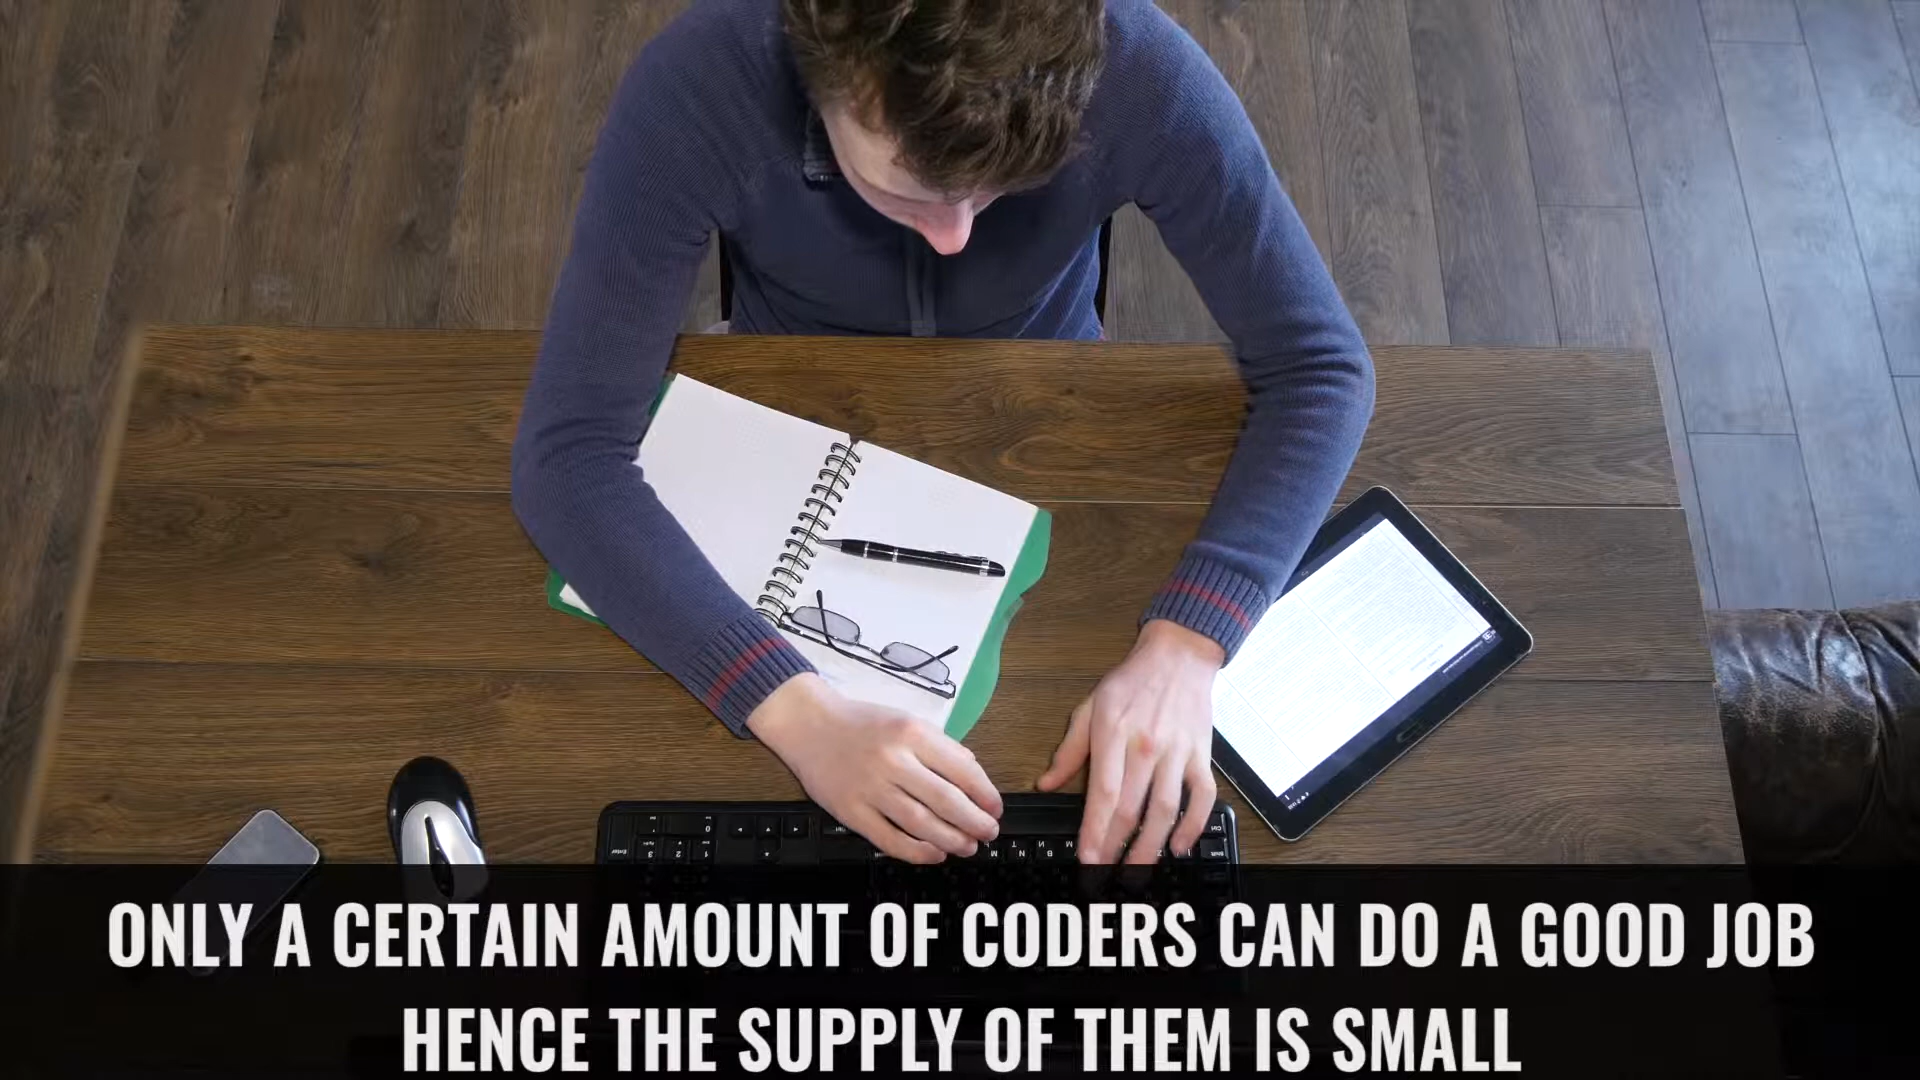 ONLY A CERTAIN AMOUNT OF CODERS CAN DO A GOOD JOB
HENCE THE SUPPLY OF THEM IS SMALL